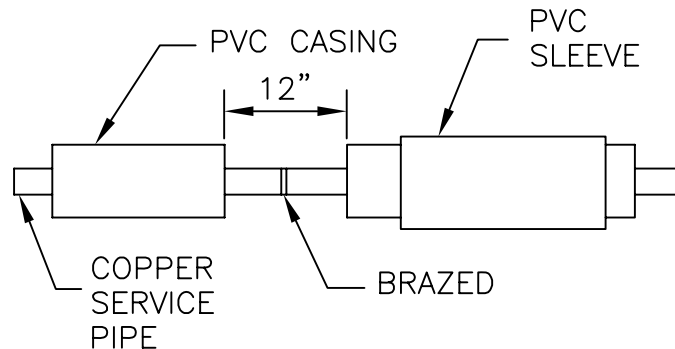 PVC CASING
PVC
SLEEVE
12”
COPPER
SERVICE
PIPE
BRAZED